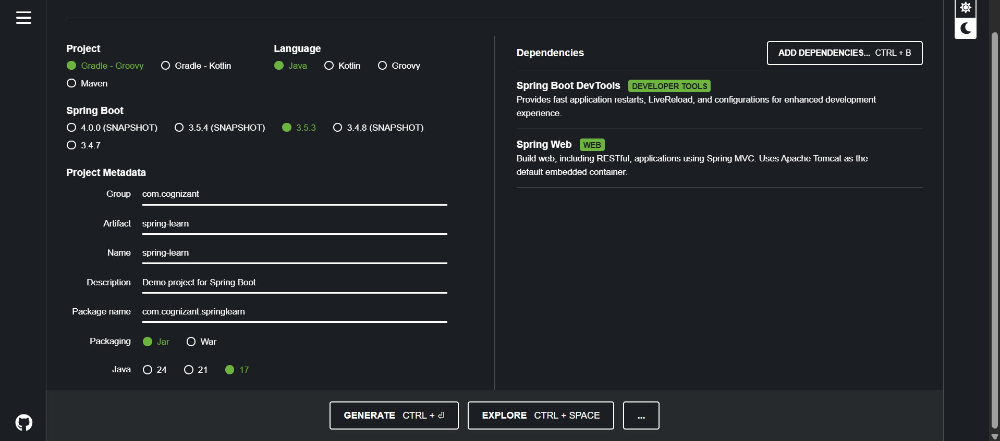 Project
Gradle - Groovy Gradle - Kotlin
Maven
Language
Java Kotlin Groovy
Spring Boot
4.0.0 (SNAPSHOT) 3.5.4 (SNAPSHOT) 3.5.3 3.4.8 (SNAPSHOT)
3.4.7
Project Metadata
Group com.cognizant
Artifact spring-learn
Name spring-learn
Description Demo project for Spring Boot
Package name com.cognizant.springlearn
Packaging Jar War
Java 24 21 17
Dependencies ADD DEPENDENCIES... CTRL + B
Spring Boot DevTools DEVELOPER TOOLS
Provides fast application restarts, LiveReload, and configurations for enhanced development
experience.
Spring Web WEB
Build web, including RESTful, applications using Spring MVC. Uses Apache Tomcat as the
default embedded container.
GENERATE CTRL + ⏎ EXPLORE CTRL + SPACE ...